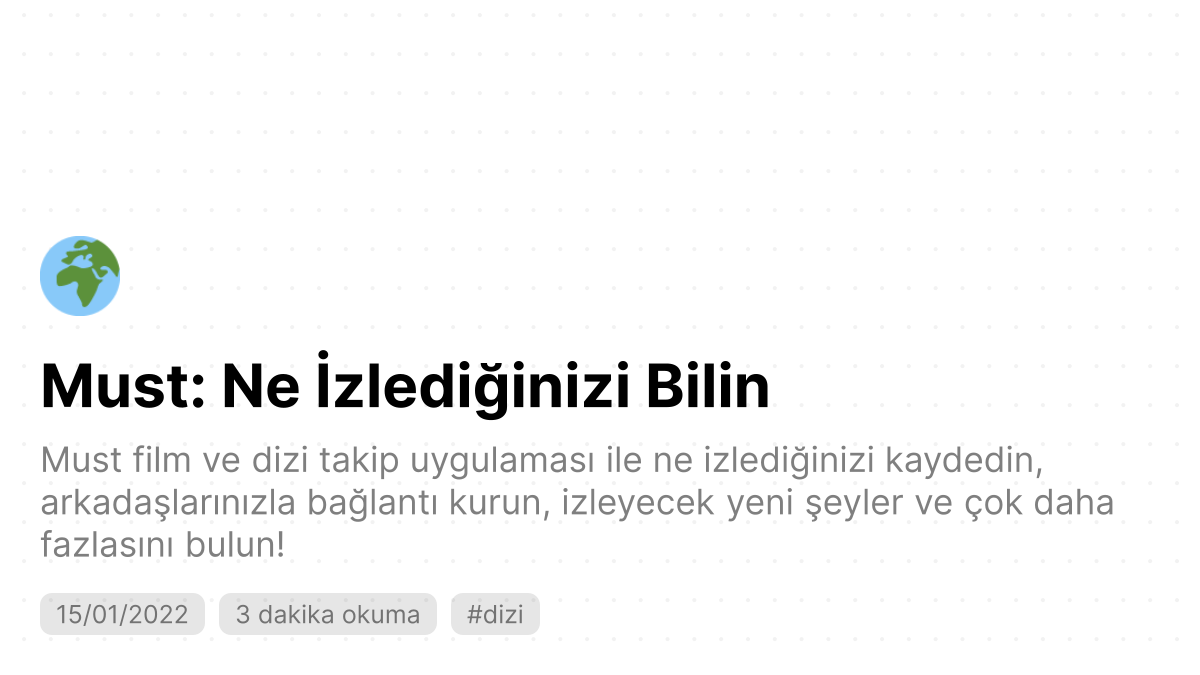 Must: Ne İzlediğinizi Bilin
Must film ve dizi takip uygulaması ile ne izlediğinizi kaydedin,
arkadaşlarınızla bağlantı kurun, izleyecek yeni şeyler ve çok daha
fazlasını bulun!
15/01/2022 3 dakika okuma #dizi